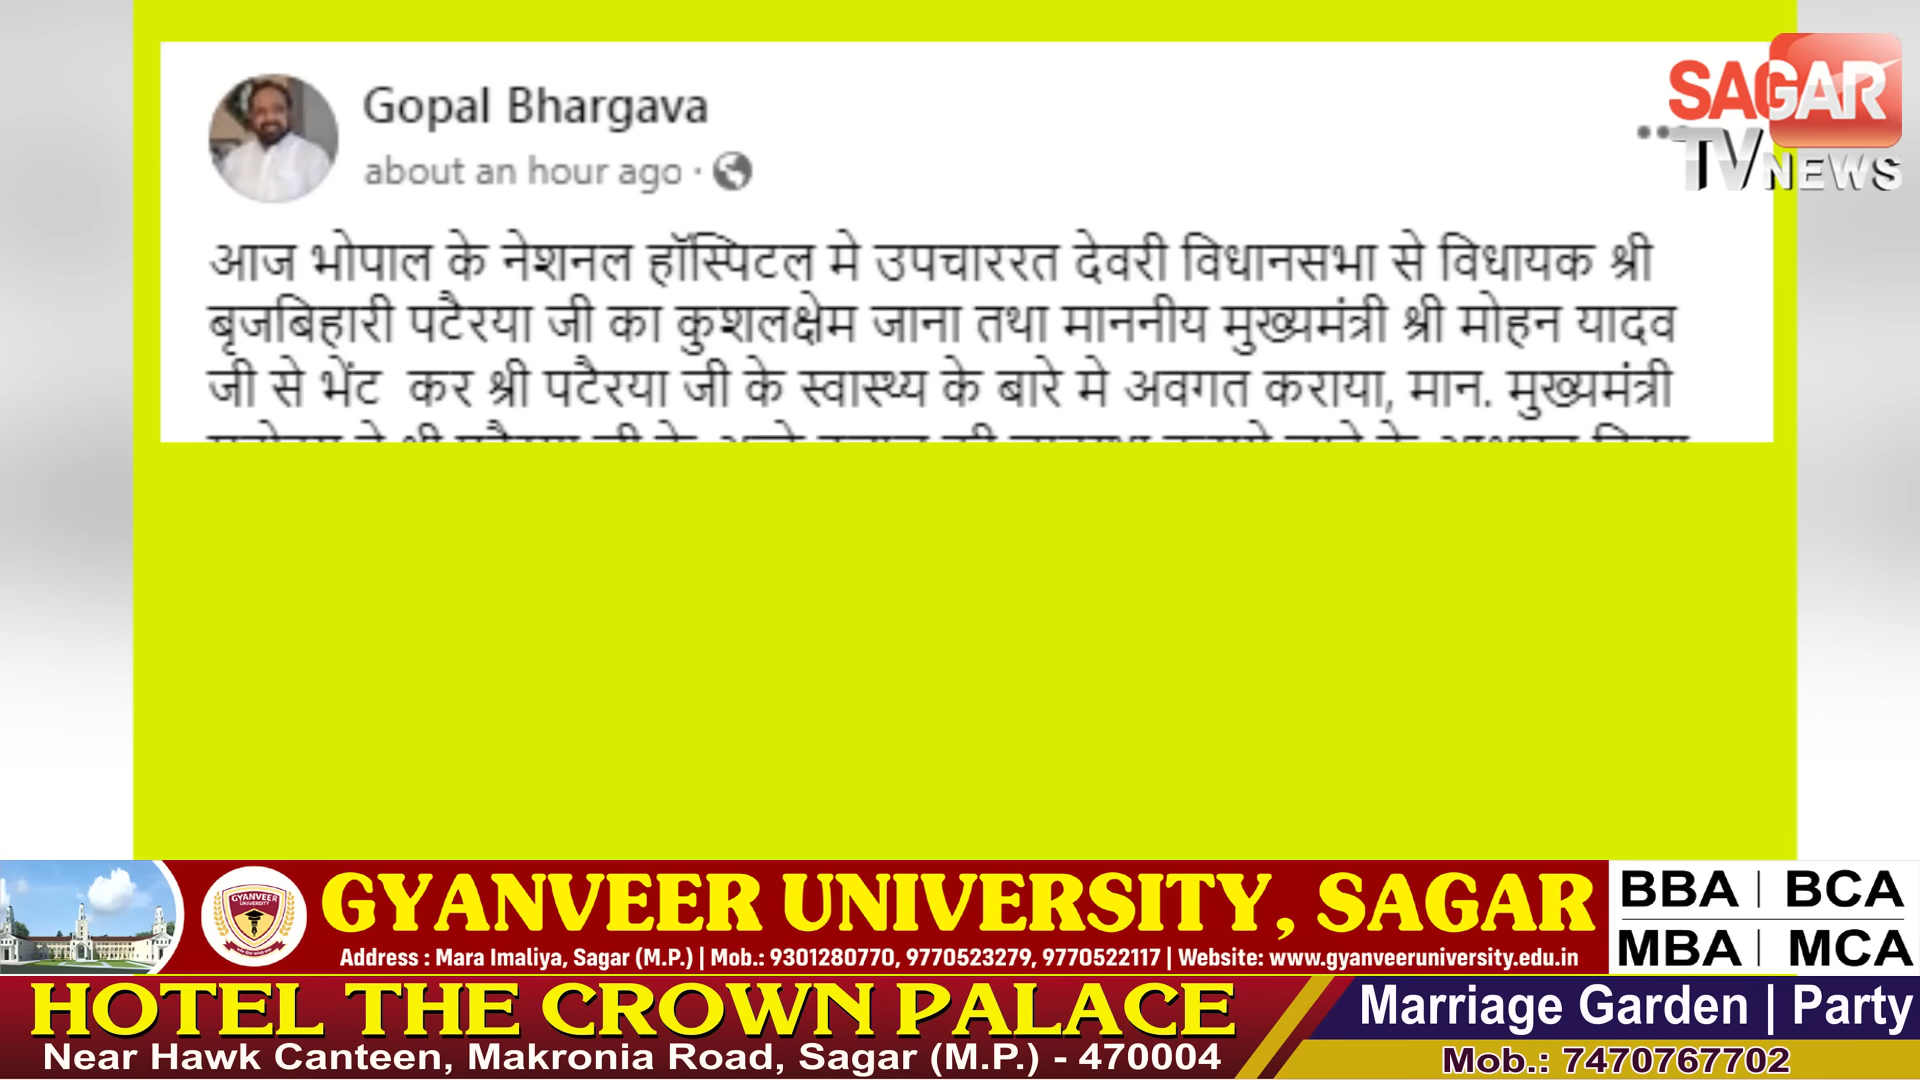 Gopal Bhargava
about an hour ago ·
आज भोपाल के नेशनल हॉस्पिटल मे उपचाररत देवरी विधानसभा से विधायक श्री
बृजबिहारी पटैरया जी का कुशलक्षेम जाना तथा माननीय मुख्यमंत्री श्री मोहन यादव
जी से भेंट कर श्री पटैरया जी के स्वास्थ्य के बारे मे अवगत कराया, मान. मुख्यमंत्री
SAGAR
TV NEWS
GYANVEER UNIVERSITY
GYANVEER UNIVERSITY, SAGAR
Address : Mara Imaliya, Sagar (M.P.) | Mob.: 9301280770, 9770523279, 9770522117 | Website: www.gyanveeruniversity.edu.in
BBA | BCA
MBA | MCA
HOTEL THE CROWN PALACE
Near Hawk Canteen, Makronia Road, Sagar (M.P.) - 470004
Marriage Garden | Party
Mob.: 7470767702